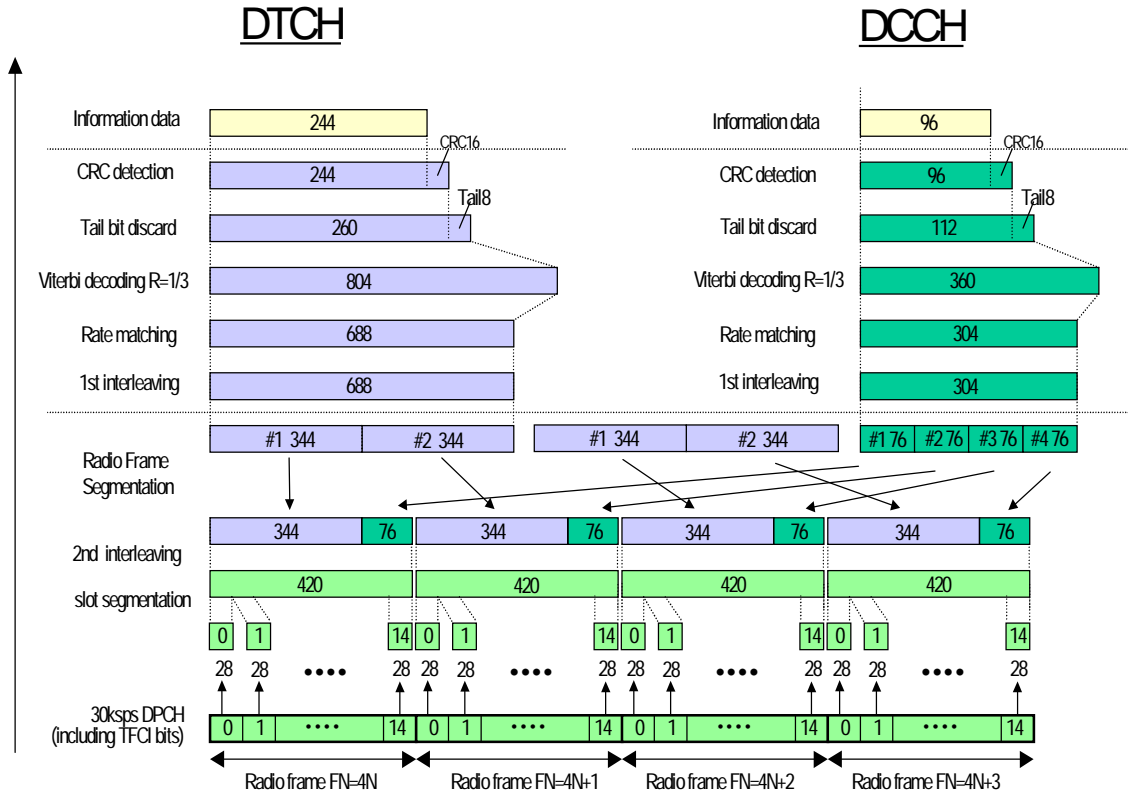 DTCH DCCH
Information data 244 Information data 96
CRC16 CRC16
CRC detection 244 CRC detection 96
Tail8 Tail8
Tail bit discard 260 Tail bit discard 112
Viterbi decoding R=1/3 804 Viterbi decoding R=1/3 360
Rate matching 688 Rate matching 304
1st interleaving 688 1st interleaving 304
#1 344 #2 344 #1 344 #2 344 #1 76 #2 76 #3 76 #4 76
Radio Frame
Segmentation
344 76 344 76 344 76 344 76
2nd interleaving
420 420 420 420
slot segmentation
0 1 14 0 1 14 0 1 14 0 1 14
28 28 •••• 28 28 28 •••• 28 28 28 •••• 28 28 28 •••• 28
30ksps DPCH
(including TFCI bits)
0 1 •••• 14 0 1 •••• 14 0 1 •••• 14 0 1 •••• 14
Radio frame FN=4N Radio frame FN=4N+1 Radio frame FN=4N+2 Radio frame FN=4N+3